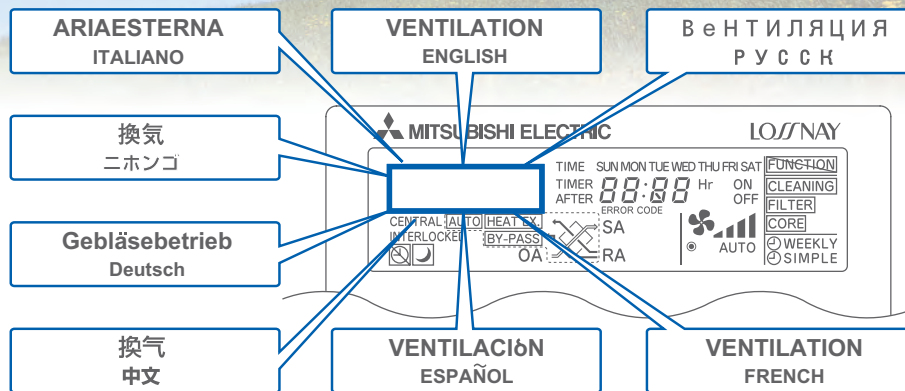 ARIAESTERNA
ITALIANO
VENTILATION
ENGLISH
ВеНТИЛЯЦИЯ
РУССК
換気
ニホンゴ
MITSUBISHI ELECTRIC
LOSSNAY
TIME SUN MON TUE WED THU FRI SAT
FUNCTION
TIMER
AFTER
88:88 Hr
ON
OFF
ERROR CODE
CLEANING
FILTER
CORE
Gebläsebetrieb
Deutsch
CENTRAL AUTO HEAT EX
INTERLOCKED BY-PASS
SA
OA
RA
AUTO
WEEKLY
SIMPLE
換气
中文
VENTILACIÓN
ESPAÑOL
VENTILATION
FRENCH